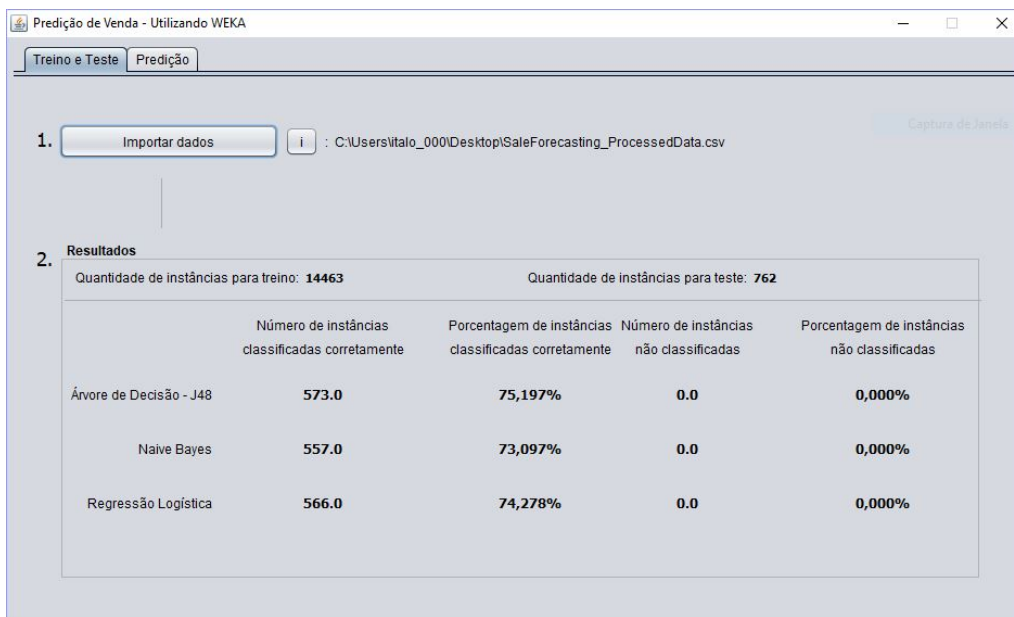 Predição de Venda - Utilizando WEKA
Treino e Teste Predição
Captura de Janela
1. Importar dados i : C:\Users\italo_000\Desktop\SaleForecasting_ProcessedData.csv
2. Resultados
Quantidade de instâncias para treino: 14463 Quantidade de instâncias para teste: 762
Número de instâncias Porcentagem de instâncias Número de instâncias Porcentagem de instâncias
classificadas corretamente classificadas corretamente não classificadas não classificadas
Árvore de Decisão - J48 573.0 75,197% 0.0 0,000%
Naive Bayes 557.0 73,097% 0.0 0,000%
Regressão Logística 566.0 74,278% 0.0 0,000%